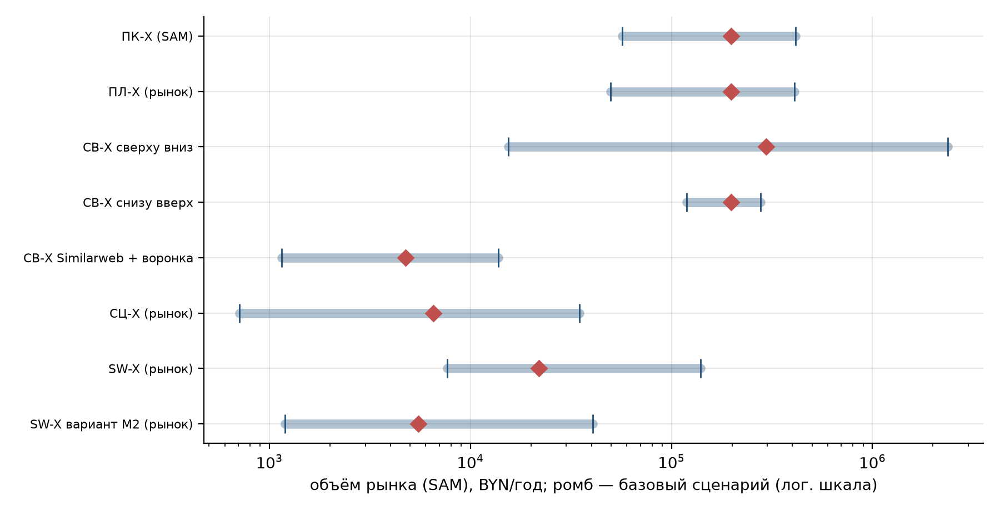 ПК-X (SAM)
ПЛ-X (рынок)
СВ-X сверху вниз
СВ-X снизу вверх
СВ-X Similarweb + воронка
СЦ-X (рынок)
SW-X (рынок)
SW-X вариант М2 (рынок)
10³ 10⁴ 10⁵ 10⁶
объём рынка (SAM), BYN/год; ромб — базовый сценарий (лог. шкала)